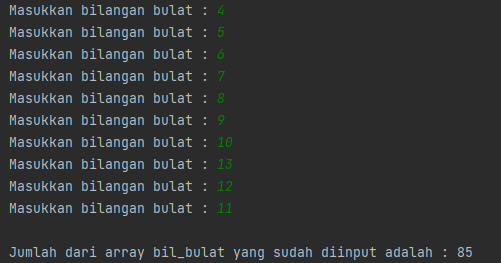 Masukkan bilangan bulat : 4
Masukkan bilangan bulat : 5
Masukkan bilangan bulat : 6
Masukkan bilangan bulat : 7
Masukkan bilangan bulat : 8
Masukkan bilangan bulat : 9
Masukkan bilangan bulat : 10
Masukkan bilangan bulat : 13
Masukkan bilangan bulat : 12
Masukkan bilangan bulat : 11
Jumlah dari array bil_bulat yang sudah diinput adalah : 85